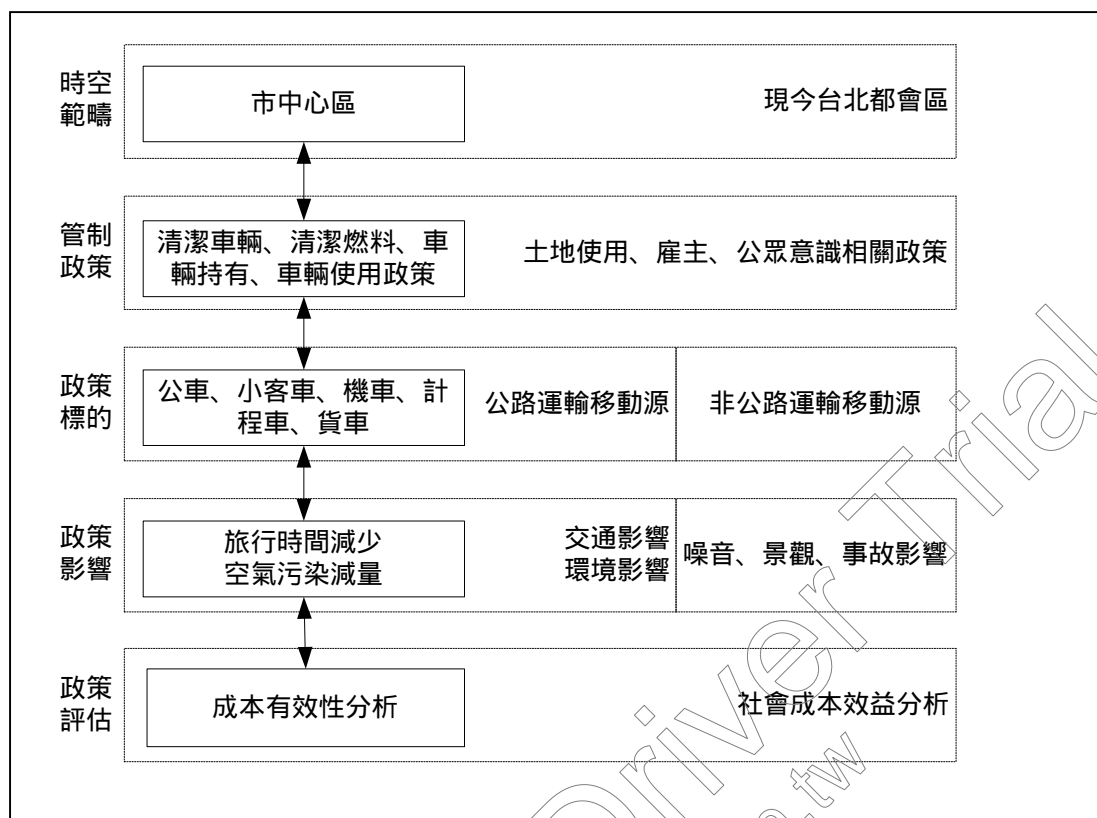 時空
範疇
市中心區
現今台北都會區
管制
政策
清潔車輛、清潔燃料、車
輛持有、車輛使用政策
土地使用、雇主、公眾意識相關政策
政策
標的
公車、小客車、機車、計
程車、貨車
公路運輸移動源
非公路運輸移動源
政策
影響
旅行時間減少
空氣污染減量
交通影響
環境影響
噪音、景觀、事故影響
政策
評估
成本有效性分析
社會成本效益分析
Driver Trial
.tw